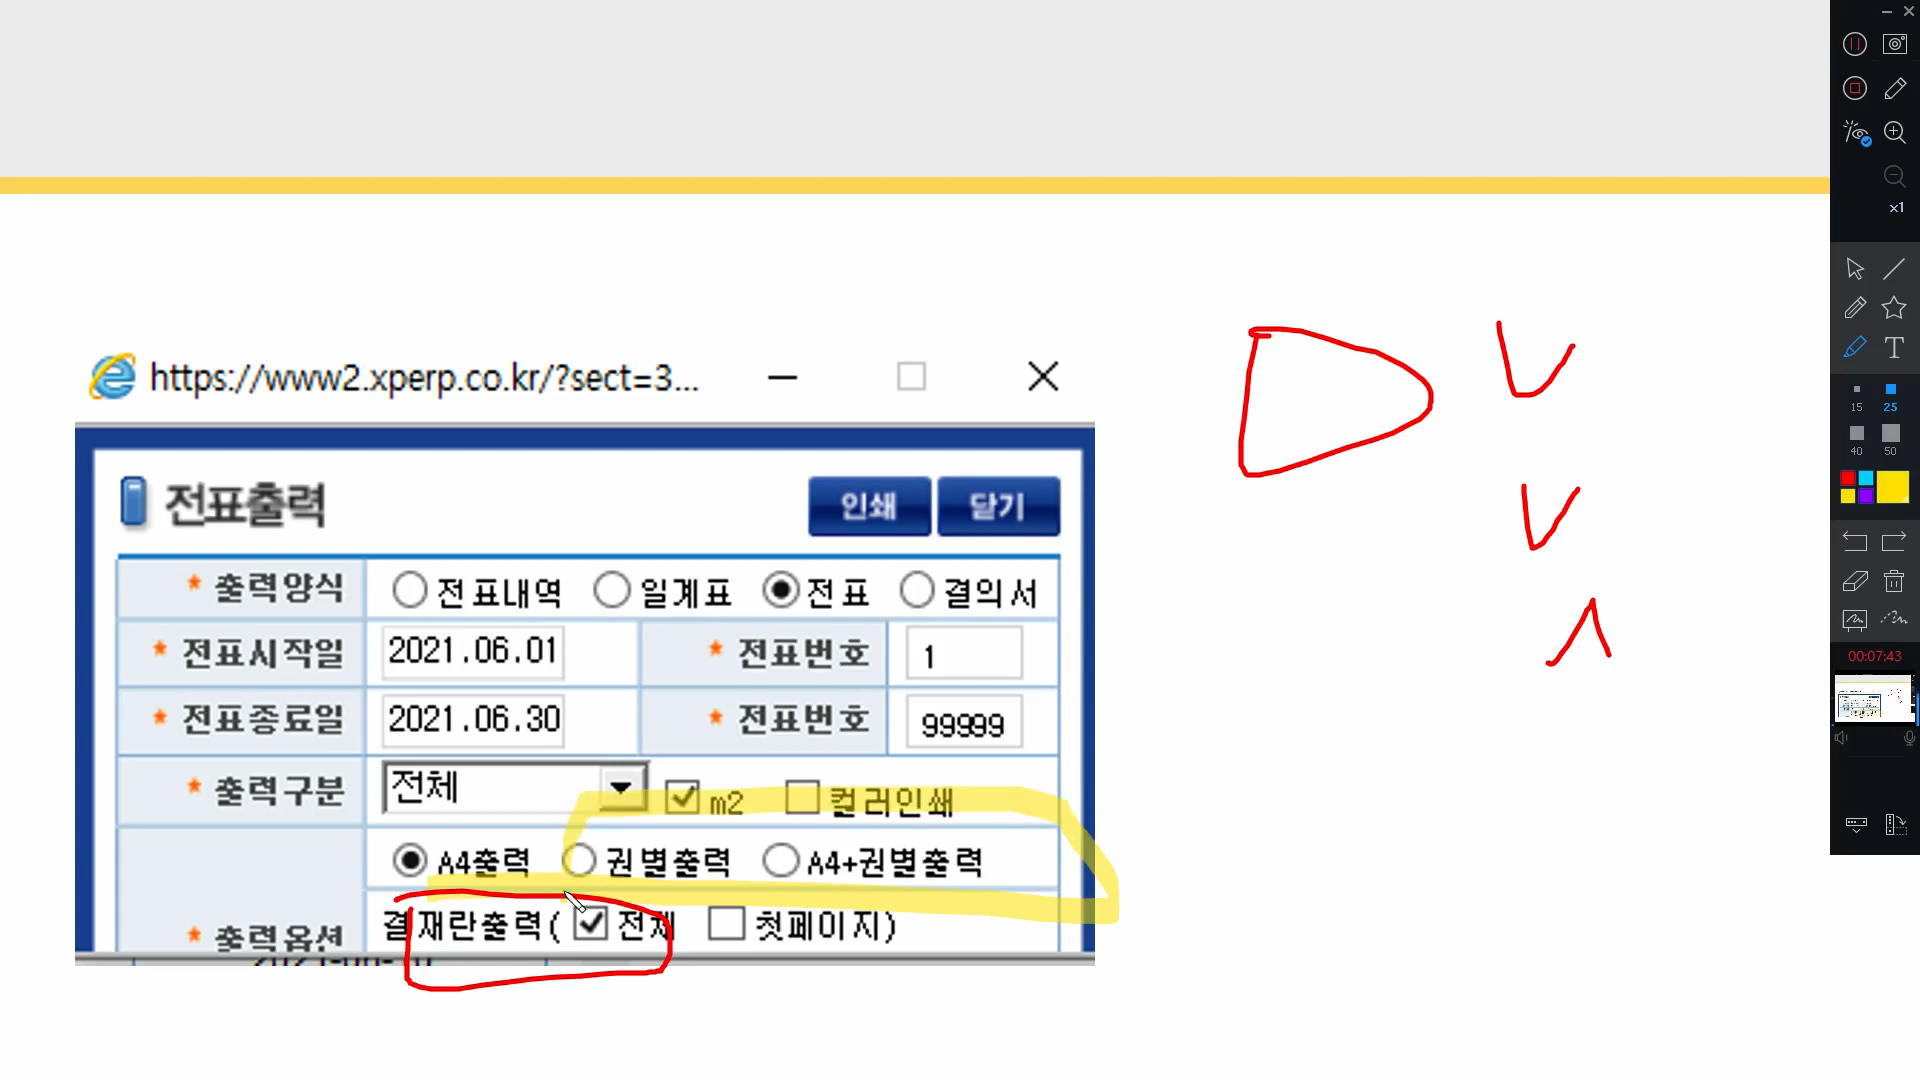 https://www2.xperp.co.kr/?sect=3...
전표출력
인쇄 닫기
* 출력양식 전표내역 일계표 전표 결의서
* 전표시작일 2021.06.01 * 전표번호 1
* 전표종료일 2021.06.30 * 전표번호 99999
* 출력구분 전체 m2 컬러인쇄
A4출력 권별출력 A4+권별출력
* 출력옵션 결재란출력( 전체 첫페이지)
x1
T
15 25
40 50
00:07:43